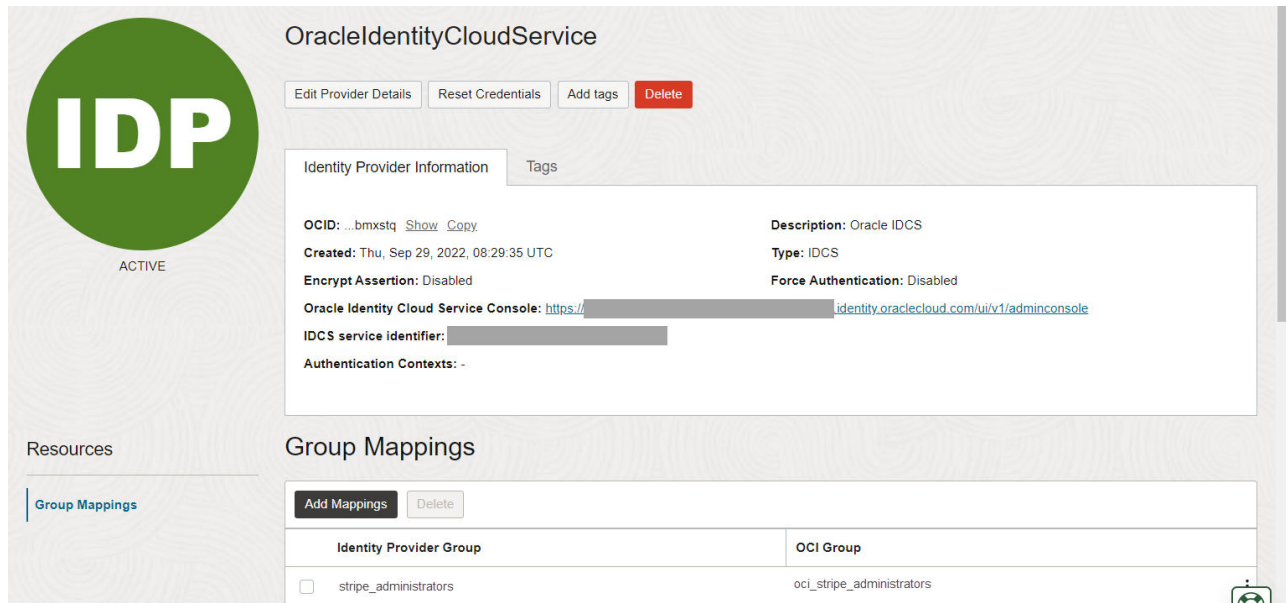 IDP
ACTIVE
OracleIdentityCloudService
Edit Provider Details Reset Credentials Add tags Delete
Identity Provider Information Tags
OCID: ...bmxstq Show Copy Description: Oracle IDCS
Created: Thu, Sep 29, 2022, 08:29:35 UTC Type: IDCS
Encrypt Assertion: Disabled Force Authentication: Disabled
Oracle Identity Cloud Service Console: https:// .identity.oraclecloud.com/ui/v1/adminconsole
IDCS service identifier:
Authentication Contexts: -
Resources
Group Mappings
Group Mappings
Add Mappings Delete
Identity Provider Group OCI Group
stripe_administrators oci_stripe_administrators